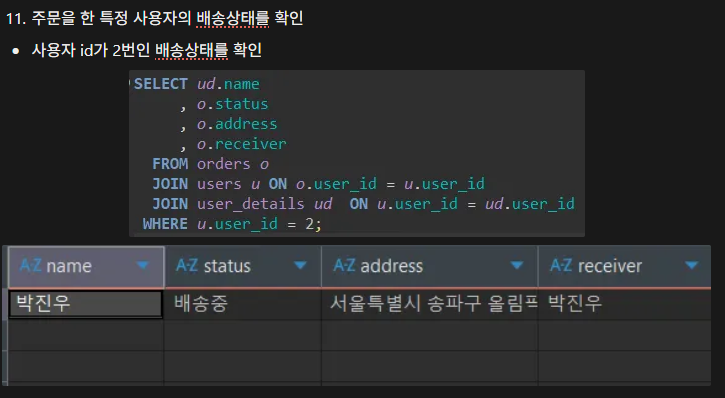 11. 주문을 한 특정 사용자의 배송상태를 확인
• 사용자 id가 2번인 배송상태를 확인
SELECT ud.name
, o.status
, o.address
, o.receiver
FROM orders o
JOIN users u ON o.user_id = u.user_id
JOIN user_details ud ON u.user_id = ud.user_id
WHERE u.user_id = 2;
A-Z name A-Z status A-Z address A-Z receiver
박진우 배송중 서울특별시 송파구 올림픽 박진우